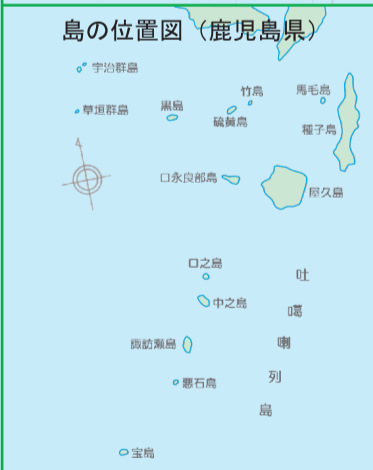 島の位置図（鹿児島県）
宇治群島
草垣群島
黒島
竹島
硫黄島
馬毛島
種子島
口永良部島
屋久島
口之島
中之島
諏訪瀬島
悪石島
宝島
吐
噶
喇
列
島